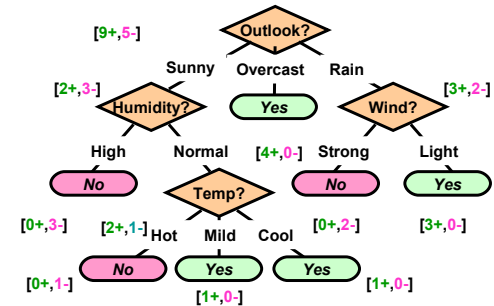 [9+,5-]
Outlook?
Sunny Overcast Rain
[2+,3-] [3+,2-]
Humidity? Yes Wind?
High Normal [4+,0-] Strong Light
No Temp? No Yes
[0+,3-] [2+,1-] Hot Mild Cool [0+,2-] [3+,0-]
No Yes Yes
[0+,1-] [1+,0-] [1+,0-]